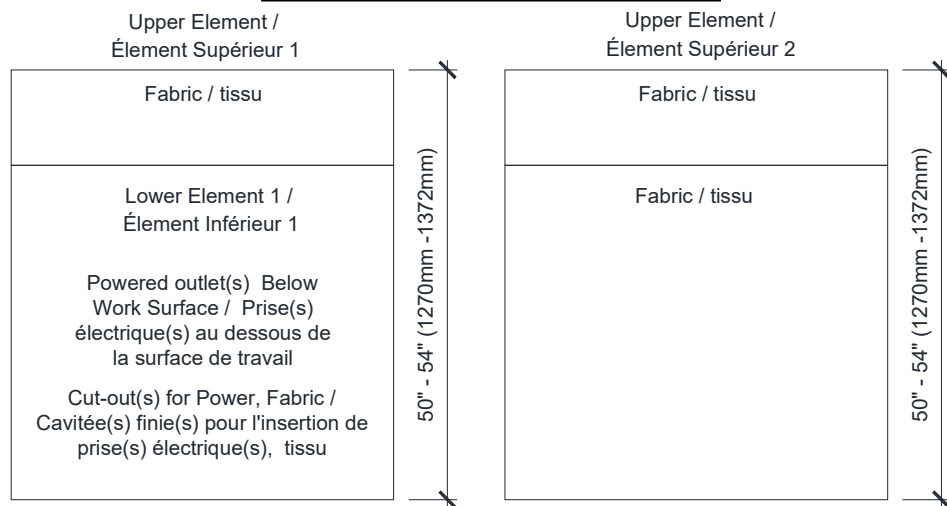 Upper Element /
Élement Supérieur 1
Fabric / tissu
Lower Element 1 /
Élement Inférieur 1
Powered outlet(s) Below
Work Surface / Prise(s)
électrique(s) au dessous de
la surface de travail
Cut-out(s) for Power, Fabric /
Cavitée(s) finie(s) pour l'insertion de
prise(s) électrique(s), tissu
50" - 54" (1270mm -1372mm)
Upper Element /
Élement Supérieur 2
Fabric / tissu
Fabric / tissu
50" - 54" (1270mm -1372mm)